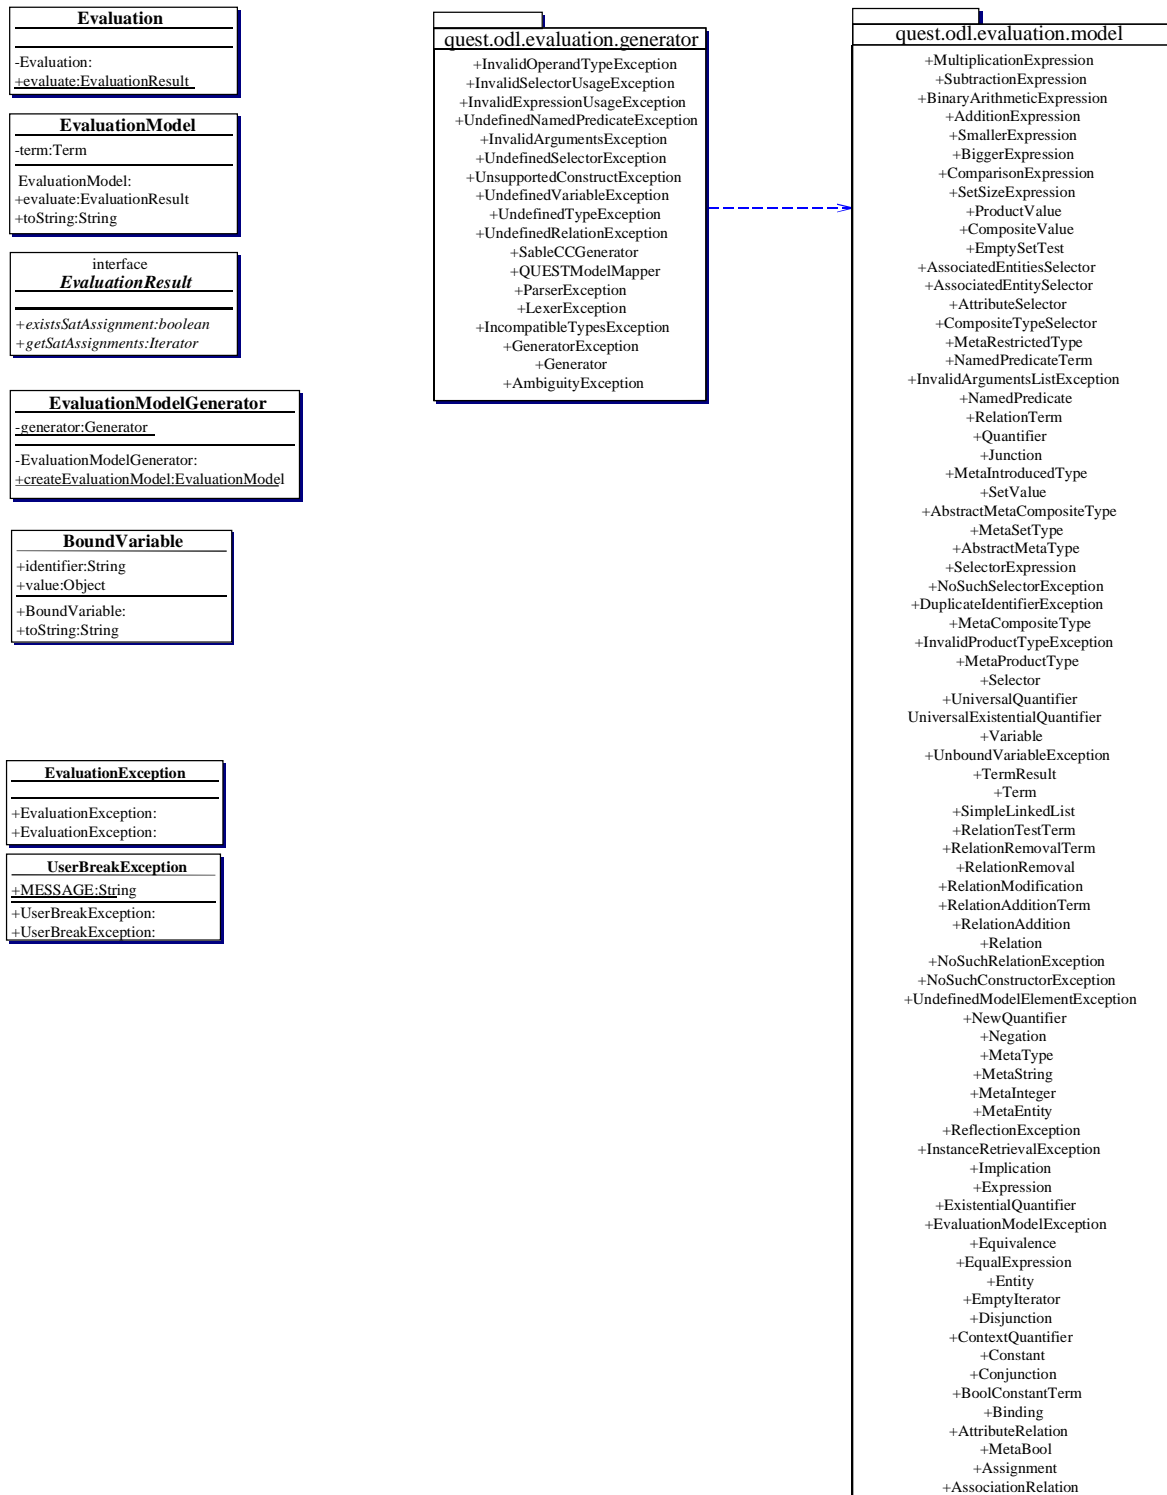 Evaluation
-Evaluation:
+evaluate:EvaluationResult
EvaluationModel
-term:Term
EvaluationModel:
+evaluate:EvaluationResult
+toString:String
interface
EvaluationResult
+existsSatAssignment:boolean
+getSatAssignments:Iterator
EvaluationModelGenerator
-generator:Generator
-EvaluationModelGenerator:
+createEvaluationModel:EvaluationModel
BoundVariable
+identifier:String
+value:Object
+BoundVariable:
+toString:String
EvaluationException
+EvaluationException:
+EvaluationException:
UserBreakException
+MESSAGE:String
+UserBreakException:
+UserBreakException:
quest.odl.evaluation.generator
+InvalidOperandTypeException
+InvalidSelectorUsageException
+InvalidExpressionUsageException
+UndefinedNamedPredicateException
+InvalidArgumentsException
+UndefinedSelectorException
+UnsupportedConstructException
+UndefinedVariableException
+UndefinedTypeException
+UndefinedRelationException
+SableCCGenerator
+QUESTModelMapper
+ParserException
+LexerException
+IncompatibleTypesException
+GeneratorException
+Generator
+AmbiguityException
quest.odl.evaluation.model
+MultiplicationExpression
+SubtractionExpression
+BinaryArithmeticExpression
+AdditionExpression
+SmallerExpression
+BiggerExpression
+ComparisonExpression
+SetSizeExpression
+ProductValue
+CompositeValue
+EmptySetTest
+AssociatedEntitiesSelector
+AssociatedEntitySelector
+AttributeSelector
+CompositeTypeSelector
+MetaRestrictedType
+NamedPredicateTerm
+InvalidArgumentsListException
+NamedPredicate
+RelationTerm
+Quantifier
+Junction
+MetaIntroducedType
+SetValue
+AbstractMetaCompositeType
+MetaSetType
+AbstractMetaType
+SelectorExpression
+NoSuchSelectorException
+DuplicateIdentifierException
+MetaCompositeType
+InvalidProductTypeException
+MetaProductType
+Selector
+UniversalQuantifier
UniversalExistentialQuantifier
+Variable
+UnboundVariableException
+TermResult
+Term
+SimpleLinkedList
+RelationTestTerm
+RelationRemovalTerm
+RelationRemoval
+RelationModification
+RelationAdditionTerm
+RelationAddition
+Relation
+NoSuchRelationException
+NoSuchConstructorException
+UndefinedModelElementException
+NewQuantifier
+Negation
+MetaType
+MetaString
+MetaInteger
+MetaEntity
+ReflectionException
+InstanceRetrievalException
+Implication
+Expression
+ExistentialQuantifier
+EvaluationModelException
+Equivalence
+EqualExpression
+Entity
+EmptyIterator
+Disjunction
+ContextQuantifier
+Constant
+Conjunction
+BoolConstantTerm
+Binding
+AttributeRelation
+MetaBool
+Assignment
+AssociationRelation